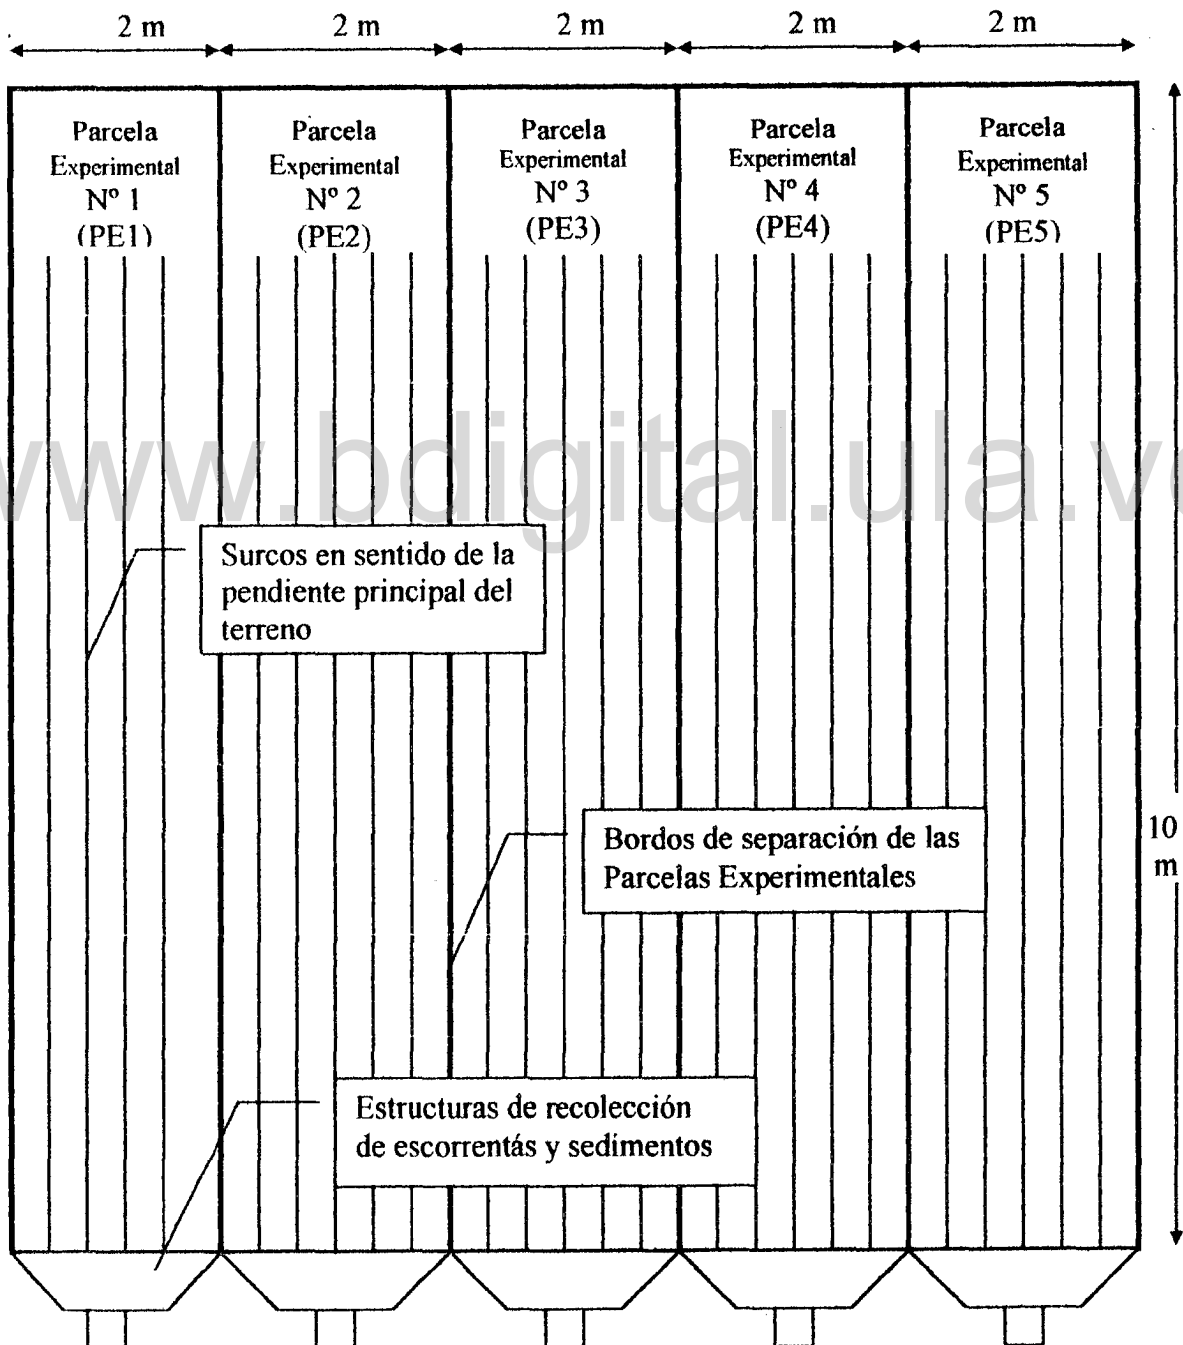 2 m
2 m
2 m
2 m
2 m
Parcela
Experimental
Nº 1
(PE1)
Parcela
Experimental
Nº 2
(PE2)
Parcela
Experimental
Nº 3
(PE3)
Parcela
Experimental
Nº 4
(PE4)
Parcela
Experimental
Nº 5
(PE5)
www.bdigital.ula.ve
Surcos en sentido de la
pendiente principal del
terreno
Bordos de separación de las
Parcelas Experimentales
10
m
Estructuras de recolección
de escorrentás y sedimentos